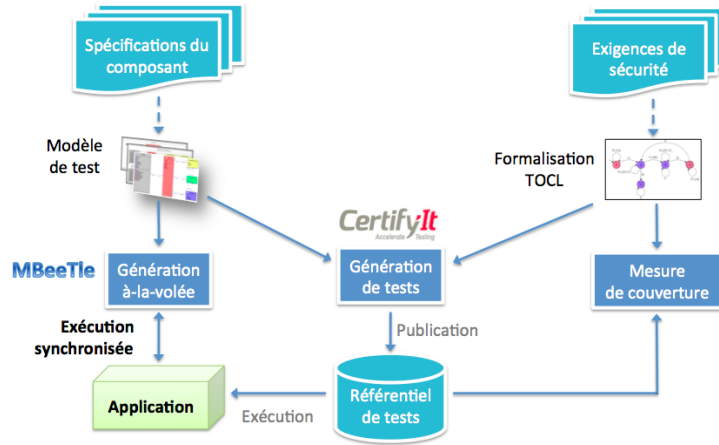 Spécifications du
composant
Exigences de
sécurité
Modèle
de test
Formalisation
TOCL
CertifyIt
Accelerate Testing
MBeeTle
Génération
à-la-volée
Génération
de tests
Mesure
de couverture
Exécution
synchronisée
Publication
Application
Exécution
Référentiel
de tests